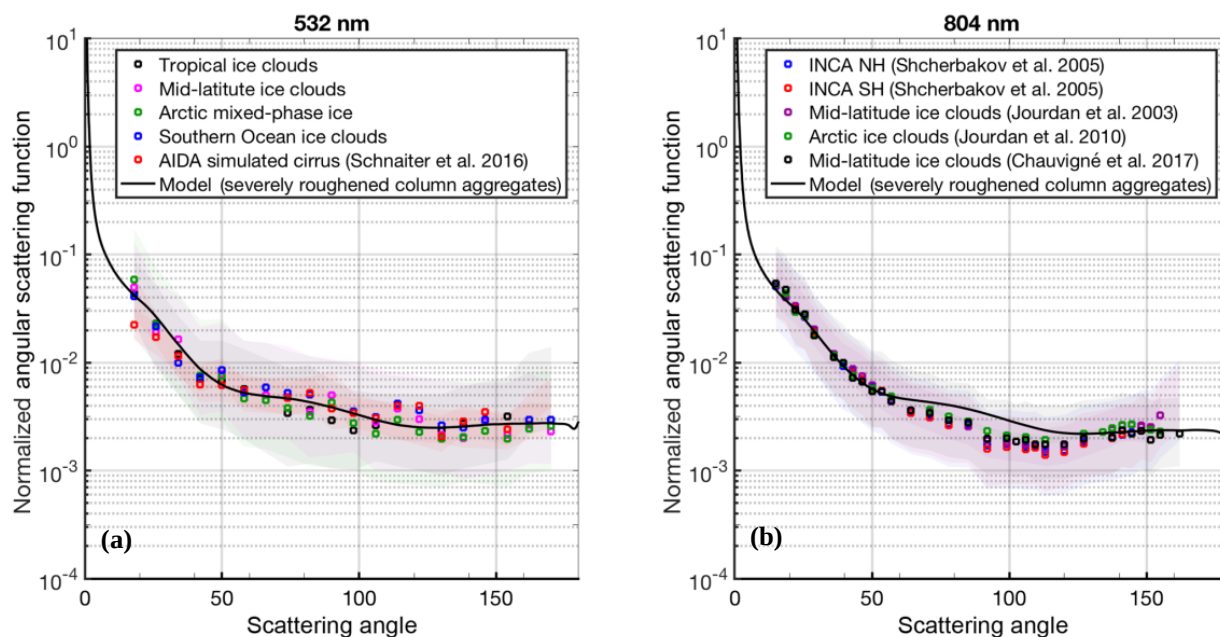 532 nm
10^1
10^0
10^-1
10^-2
10^-3
10^-4
Normalized angular scattering function
Tropical ice clouds
Mid-latitute ice clouds
Arctic mixed-phase ice
Southern Ocean ice clouds
AIDA simulated cirrus (Schnaiter et al. 2016)
Model (severely roughened column aggregates)
(a)
0 50 100 150
Scattering angle
804 nm
10^1
10^0
10^-1
10^-2
10^-3
10^-4
Normalized angular scattering function
INCA NH (Shcherbakov et al. 2005)
INCA SH (Shcherbakov et al. 2005)
Mid-latitude ice clouds (Jourdan et al. 2003)
Arctic ice clouds (Jourdan et al. 2010)
Mid-latitude ice clouds (Chauvigné et al. 2017)
Model (severely roughened column aggregates)
(b)
0 50 100 150
Scattering angle